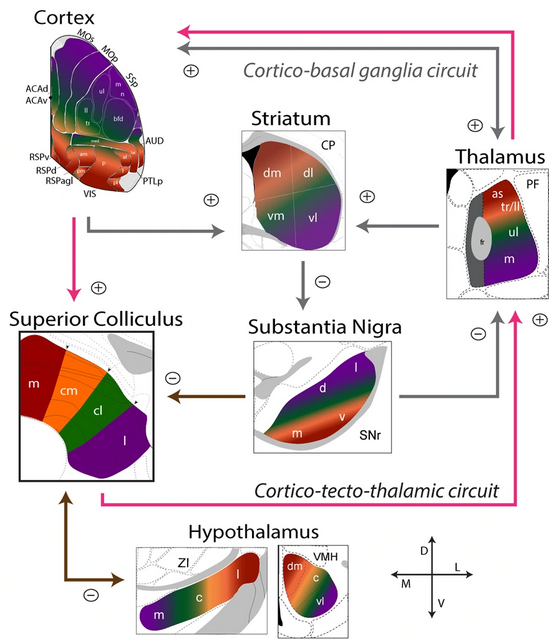 Cortex
MOs
MOp
SSp
ul
m
n
ll
bfd
tr
ACAd
ACAv
AUD
RSPv
RSPd
RSPagl
VIS
PTLp
+
Cortico-basal ganglia circuit
+
Striatum
CP
dm
dl
vm
vl
+
+
Thalamus
PF
as
tr/ll
fr
ul
m
+
−
Superior Colliculus
m
cm
cl
l
−
Substantia Nigra
l
d
v
m
SNr
−
+
Cortico-tecto-thalamic circuit
Hypothalamus
ZI
l
c
m
VMH
dm
c
vl
−
D
M
L
V